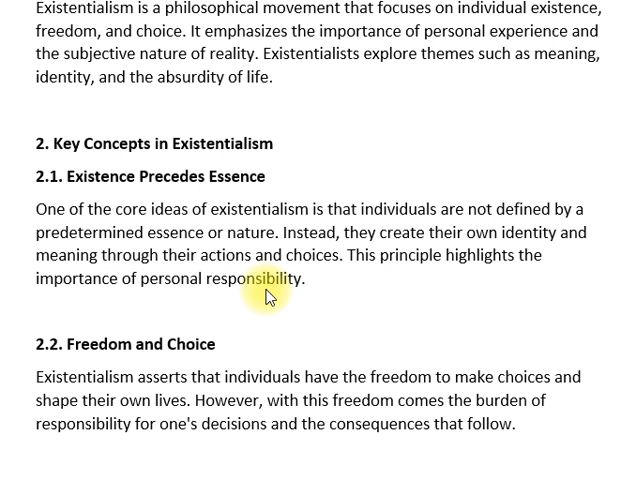 Existentialism is a philosophical movement that focuses on individual existence,
freedom, and choice. It emphasizes the importance of personal experience and
the subjective nature of reality. Existentialists explore themes such as meaning,
identity, and the absurdity of life.
2. Key Concepts in Existentialism
2.1. Existence Precedes Essence
One of the core ideas of existentialism is that individuals are not defined by a
predetermined essence or nature. Instead, they create their own identity and
meaning through their actions and choices. This principle highlights the
importance of personal responsibility.
2.2. Freedom and Choice
Existentialism asserts that individuals have the freedom to make choices and
shape their own lives. However, with this freedom comes the burden of
responsibility for one's decisions and the consequences that follow.